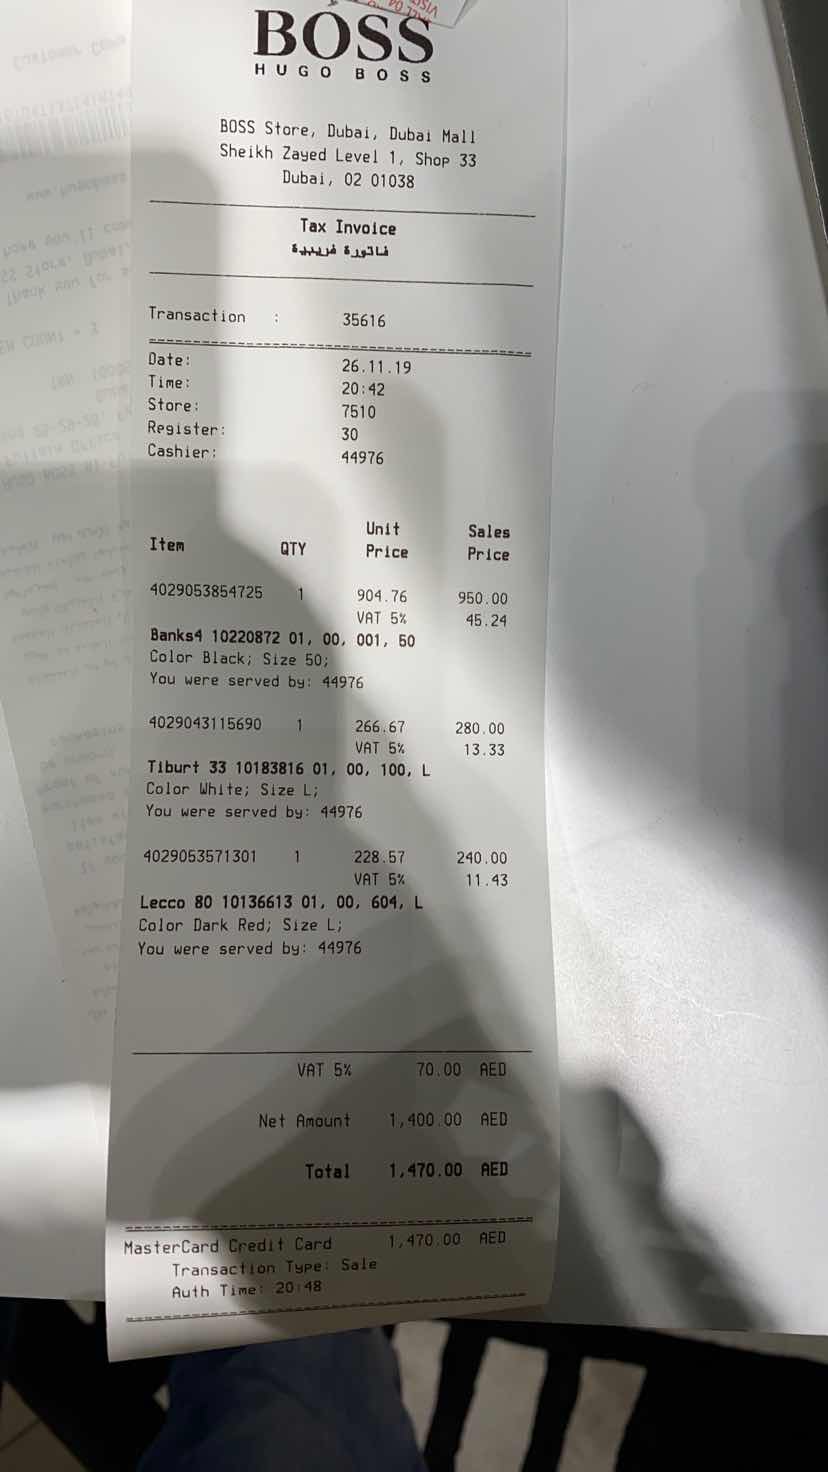 BOSS
HUGO BOSS
BOSS Store, Dubai, Dubai Mall
Sheikh Zayed Level 1, Shop 33
Dubai, 02 01038
Tax Invoice
فاتورة ضريبية
Transaction : 35616
Date: 26.11.19
Time: 20:42
Store: 7510
Register: 30
Cashier: 44976
Item QTY Unit Price Sales Price
4029053854725 1 904.76 950.00
VAT 5% 45.24
Banks4 10220872 01, 00, 001, 50
Color Black; Size 50;
You were served by: 44976
4029043115690 1 266.67 280.00
VAT 5% 13.33
Tiburt 33 10183816 01, 00, 100, L
Color White; Size L;
You were served by: 44976
4029053571301 1 228.57 240.00
VAT 5% 11.43
Lecco 80 10136613 01, 00, 604, L
Color Dark Red; Size L;
You were served by: 44976
VAT 5% 70.00 AED
Net Amount 1,400.00 AED
Total 1,470.00 AED
MasterCard Credit Card 1,470.00 AED
Transaction Type: Sale
Auth Time: 20:48